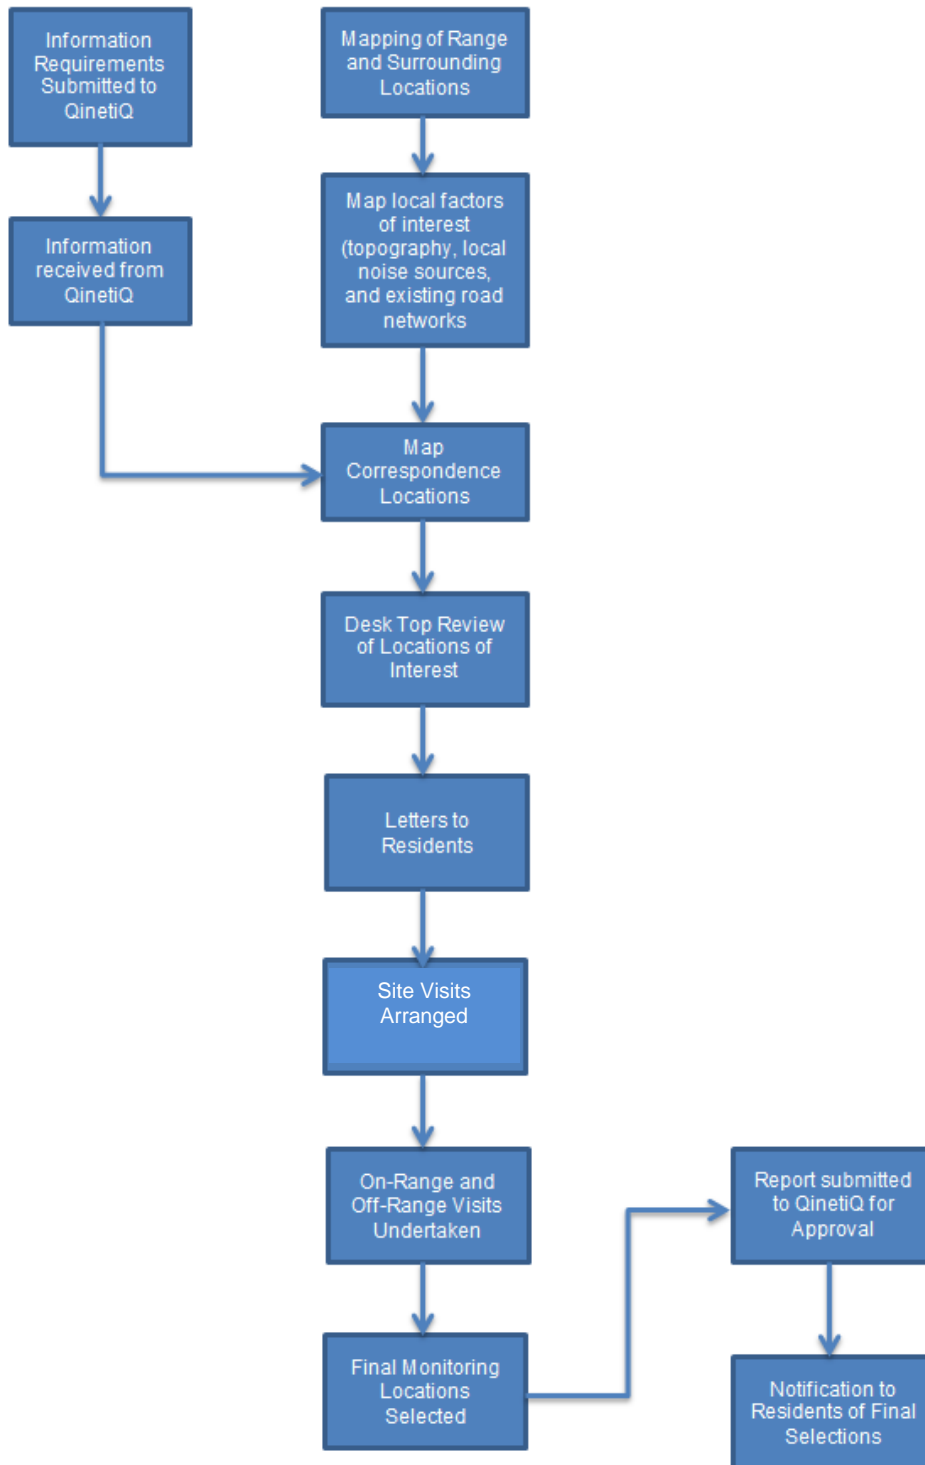 Information
Requirements
Submitted to
QinetiQ
Information
received from
QinetiQ
Mapping of Range
and Surrounding
Locations
Map local factors
of interest
(topography, local
noise sources,
and existing road
networks
Map
Correspondence
Locations
Desk Top Review
of Locations of
Interest
Letters to
Residents
Site Visits
Arranged
On-Range and
Off-Range Visits
Undertaken
Final Monitoring
Locations
Selected
Report submitted
to QinetiQ for
Approval
Notification to
Residents of Final
Selections